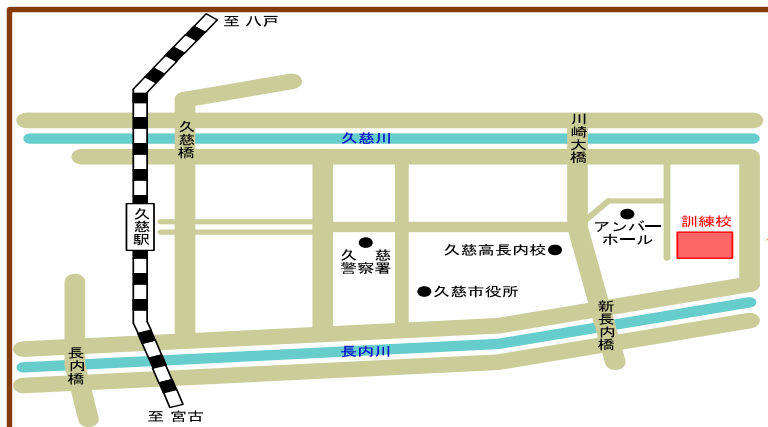 至 八戸
久慈橋
川崎大橋
久慈川
久慈駅
アンバー
ホール
訓練校
久 慈
警察署
久慈高長内校
久慈市役所
新長内橋
長内橋
長内川
至 宮古